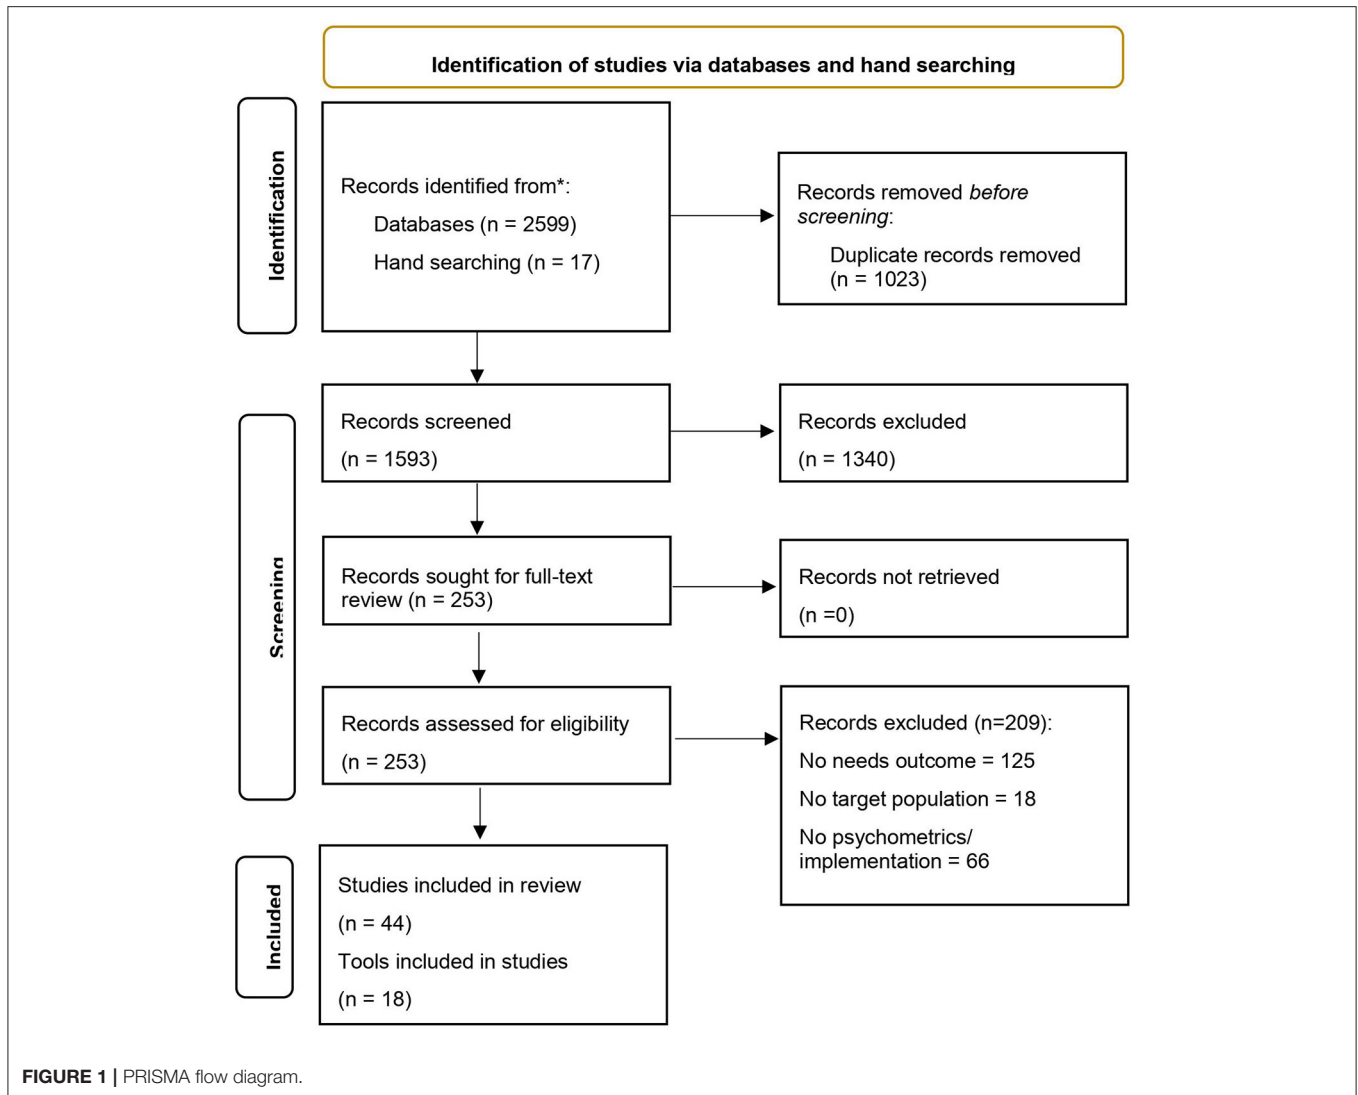 Identification of studies via databases and hand searching
Identification
Records identified from*:
Databases (n = 2599)
Hand searching (n = 17)
Records removed before
screening:
Duplicate records removed
(n = 1023)
Screening
Records screened
(n = 1593)
Records excluded
(n = 1340)
Records sought for full-text
review (n = 253)
Records not retrieved
(n =0)
Records assessed for eligibility
(n = 253)
Records excluded (n=209):
No needs outcome = 125
No target population = 18
No psychometrics/
implementation = 66
Included
Studies included in review
(n = 44)
Tools included in studies
(n = 18)
FIGURE 1 | PRISMA flow diagram.